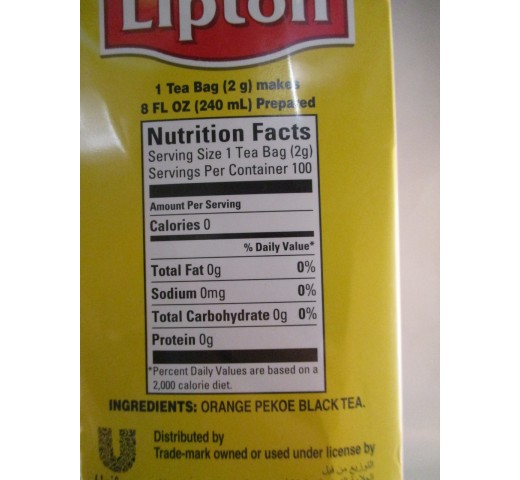 Lipton
1 Tea Bag (2 g) makes
8 FL OZ (240 mL) Prepared
Nutrition Facts
Serving Size 1 Tea Bag (2g)
Servings Per Container 100
Amount Per Serving
Calories 0
% Daily Value*
Total Fat 0g 0%
Sodium 0mg 0%
Total Carbohydrate 0g 0%
Protein 0g
*Percent Daily Values are based on a
2,000 calorie diet.
INGREDIENTS: ORANGE PEKOE BLACK TEA.
Distributed by
Trade-mark owned or used under license by
التوزيع من قبل